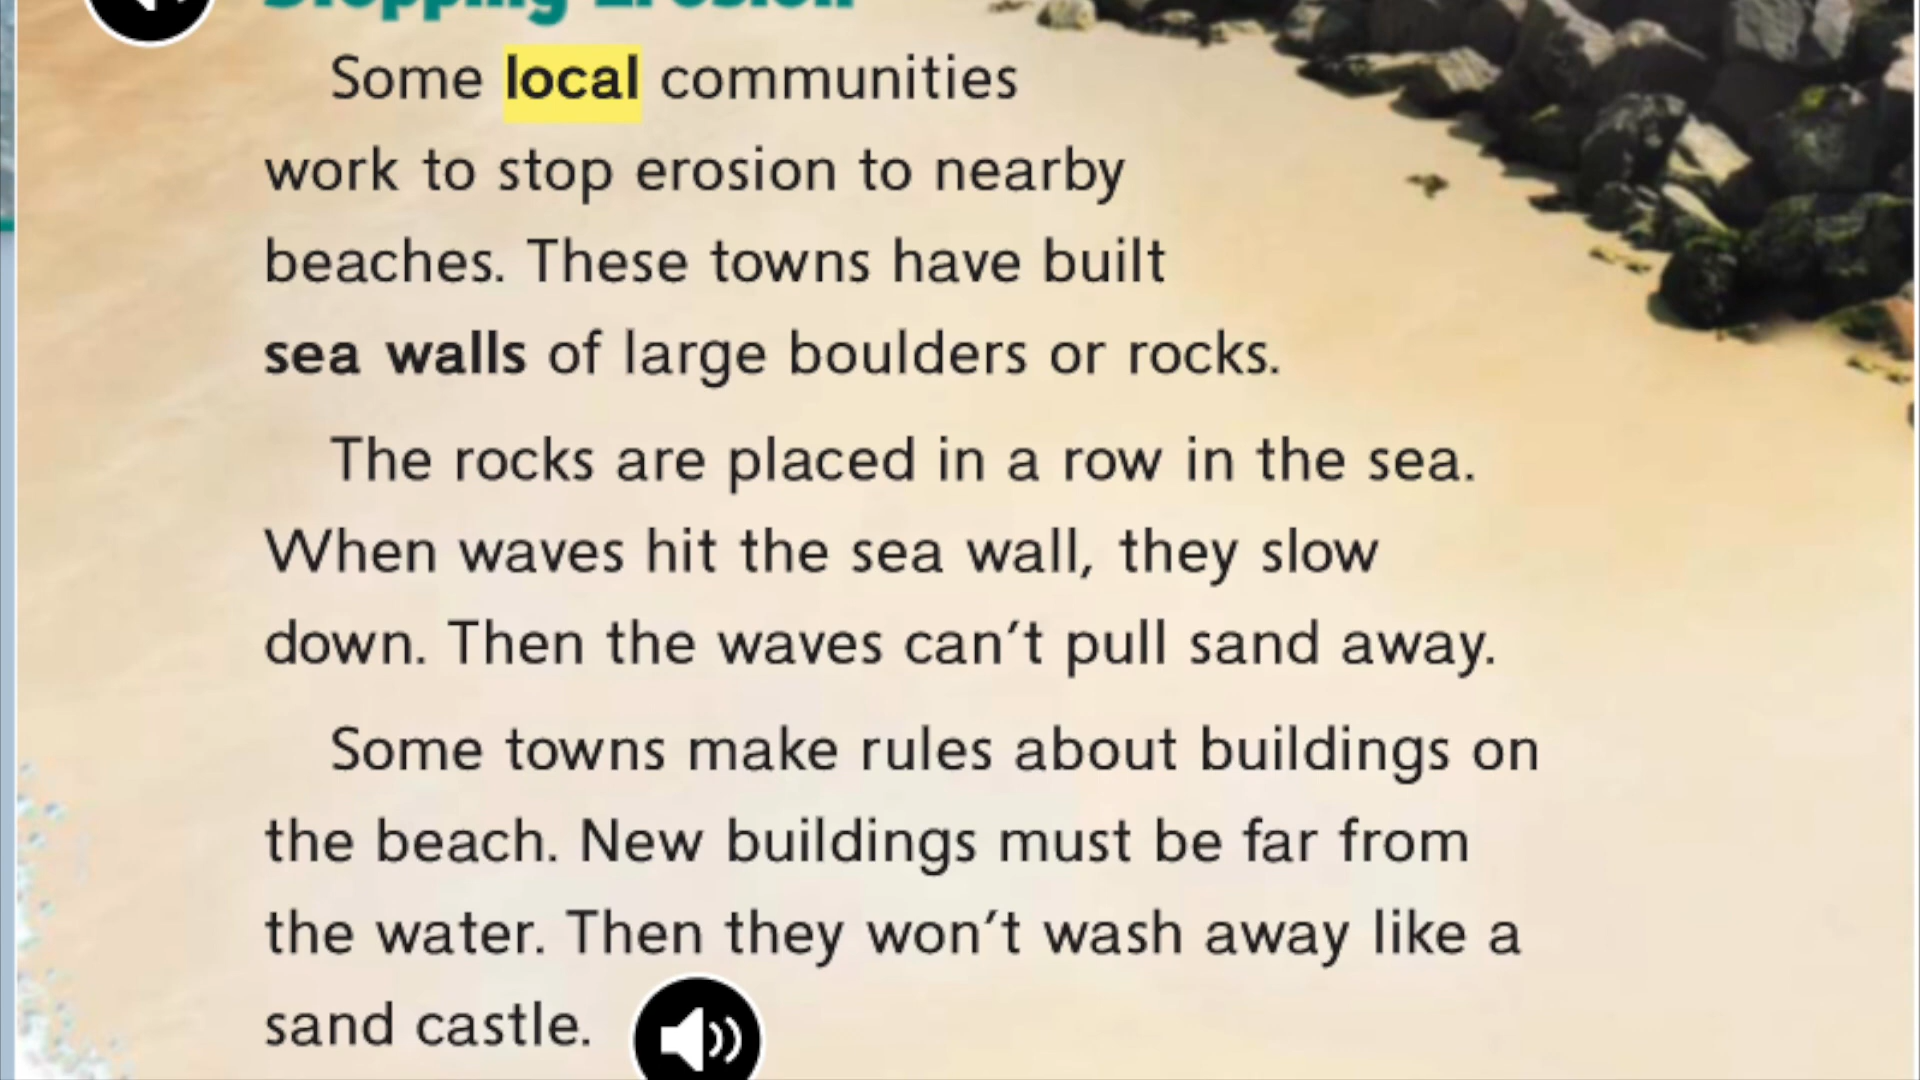 Stopping Erosion
Some local communities
work to stop erosion to nearby
beaches. These towns have built
sea walls of large boulders or rocks.
The rocks are placed in a row in the sea.
When waves hit the sea wall, they slow
down. Then the waves can’t pull sand away.
Some towns make rules about buildings on
the beach. New buildings must be far from
the water. Then they won’t wash away like a
sand castle.